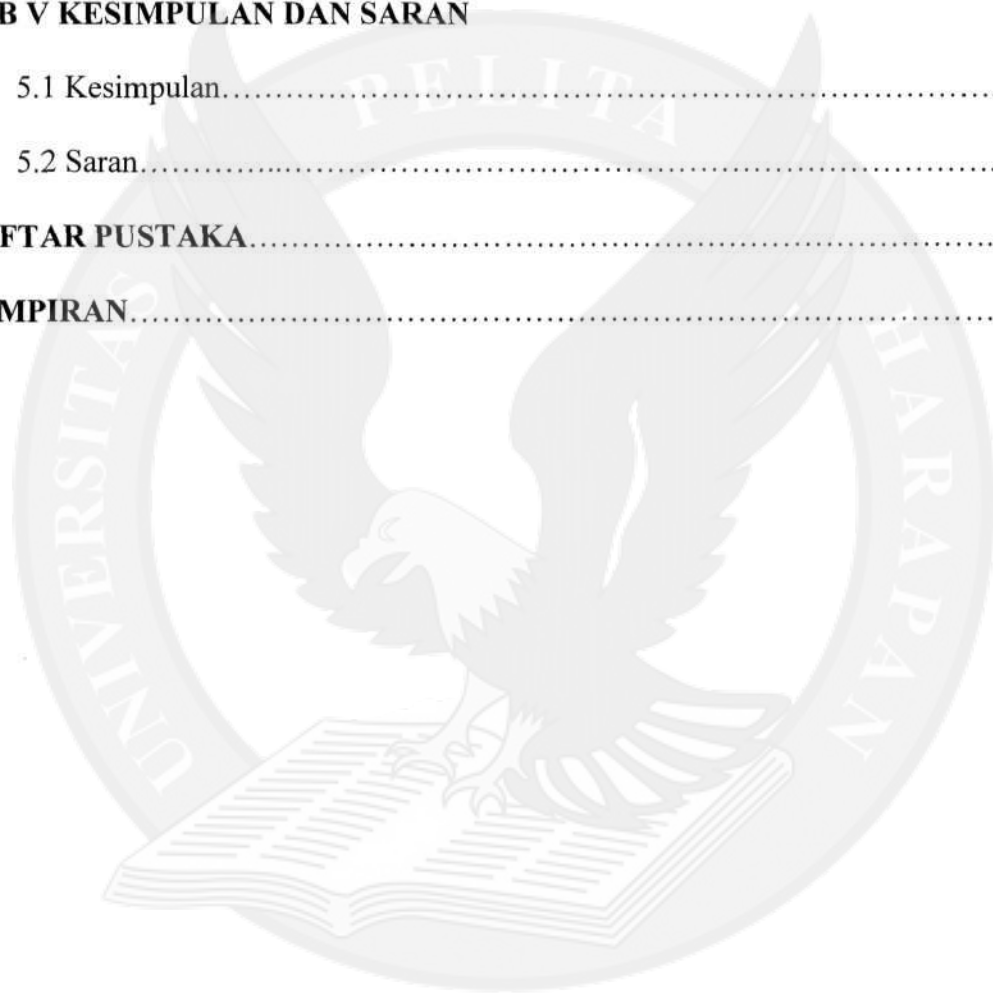 B V KESIMPULAN DAN SARAN
5.1 Kesimpulan
5.2 Saran
FTAR PUSTAKA
MPIRAN
UNIVERSITAS PELITA HARAPAN